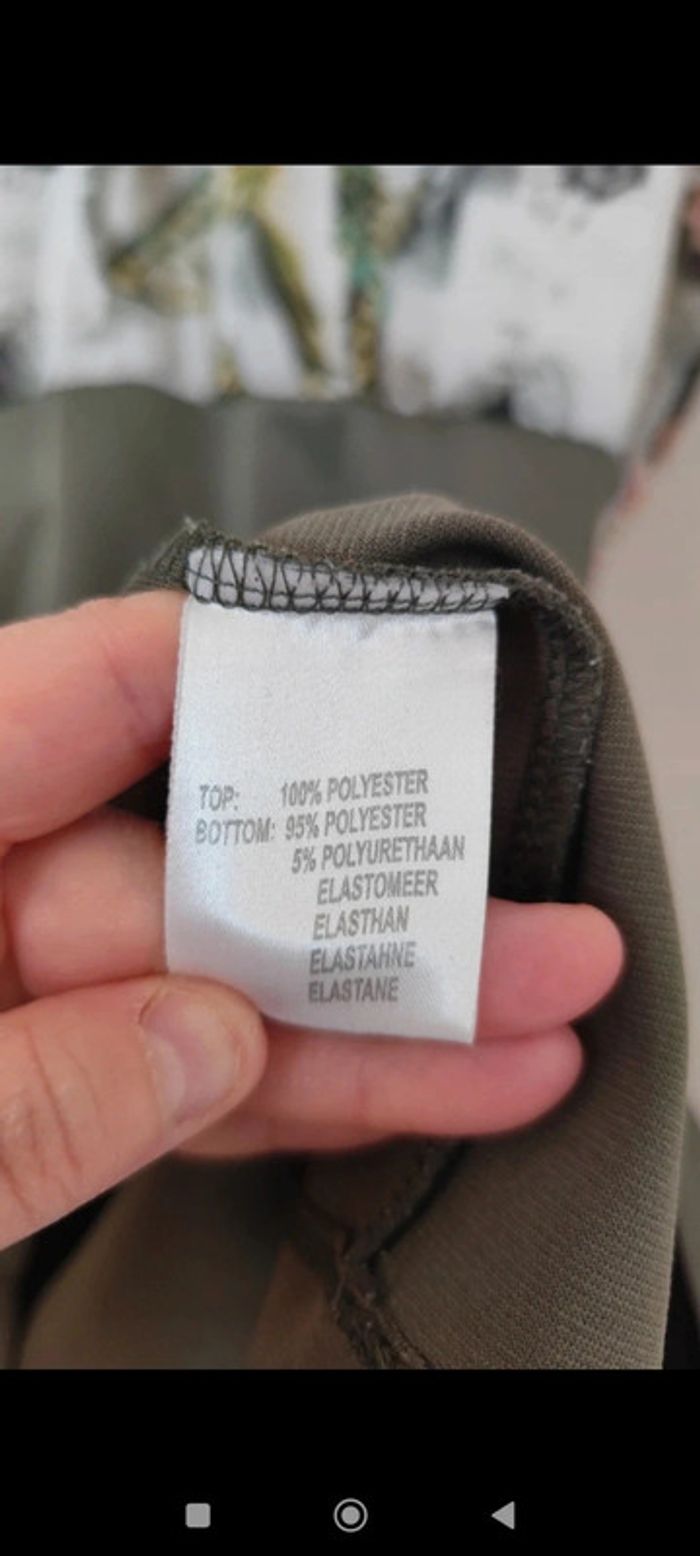 TOP: 100% POLYESTER
BOTTOM: 95% POLYESTER
5% POLYURETHAAN
ELASTOMEER
ELASTHAN
ELASTAHNE
ELASTANE